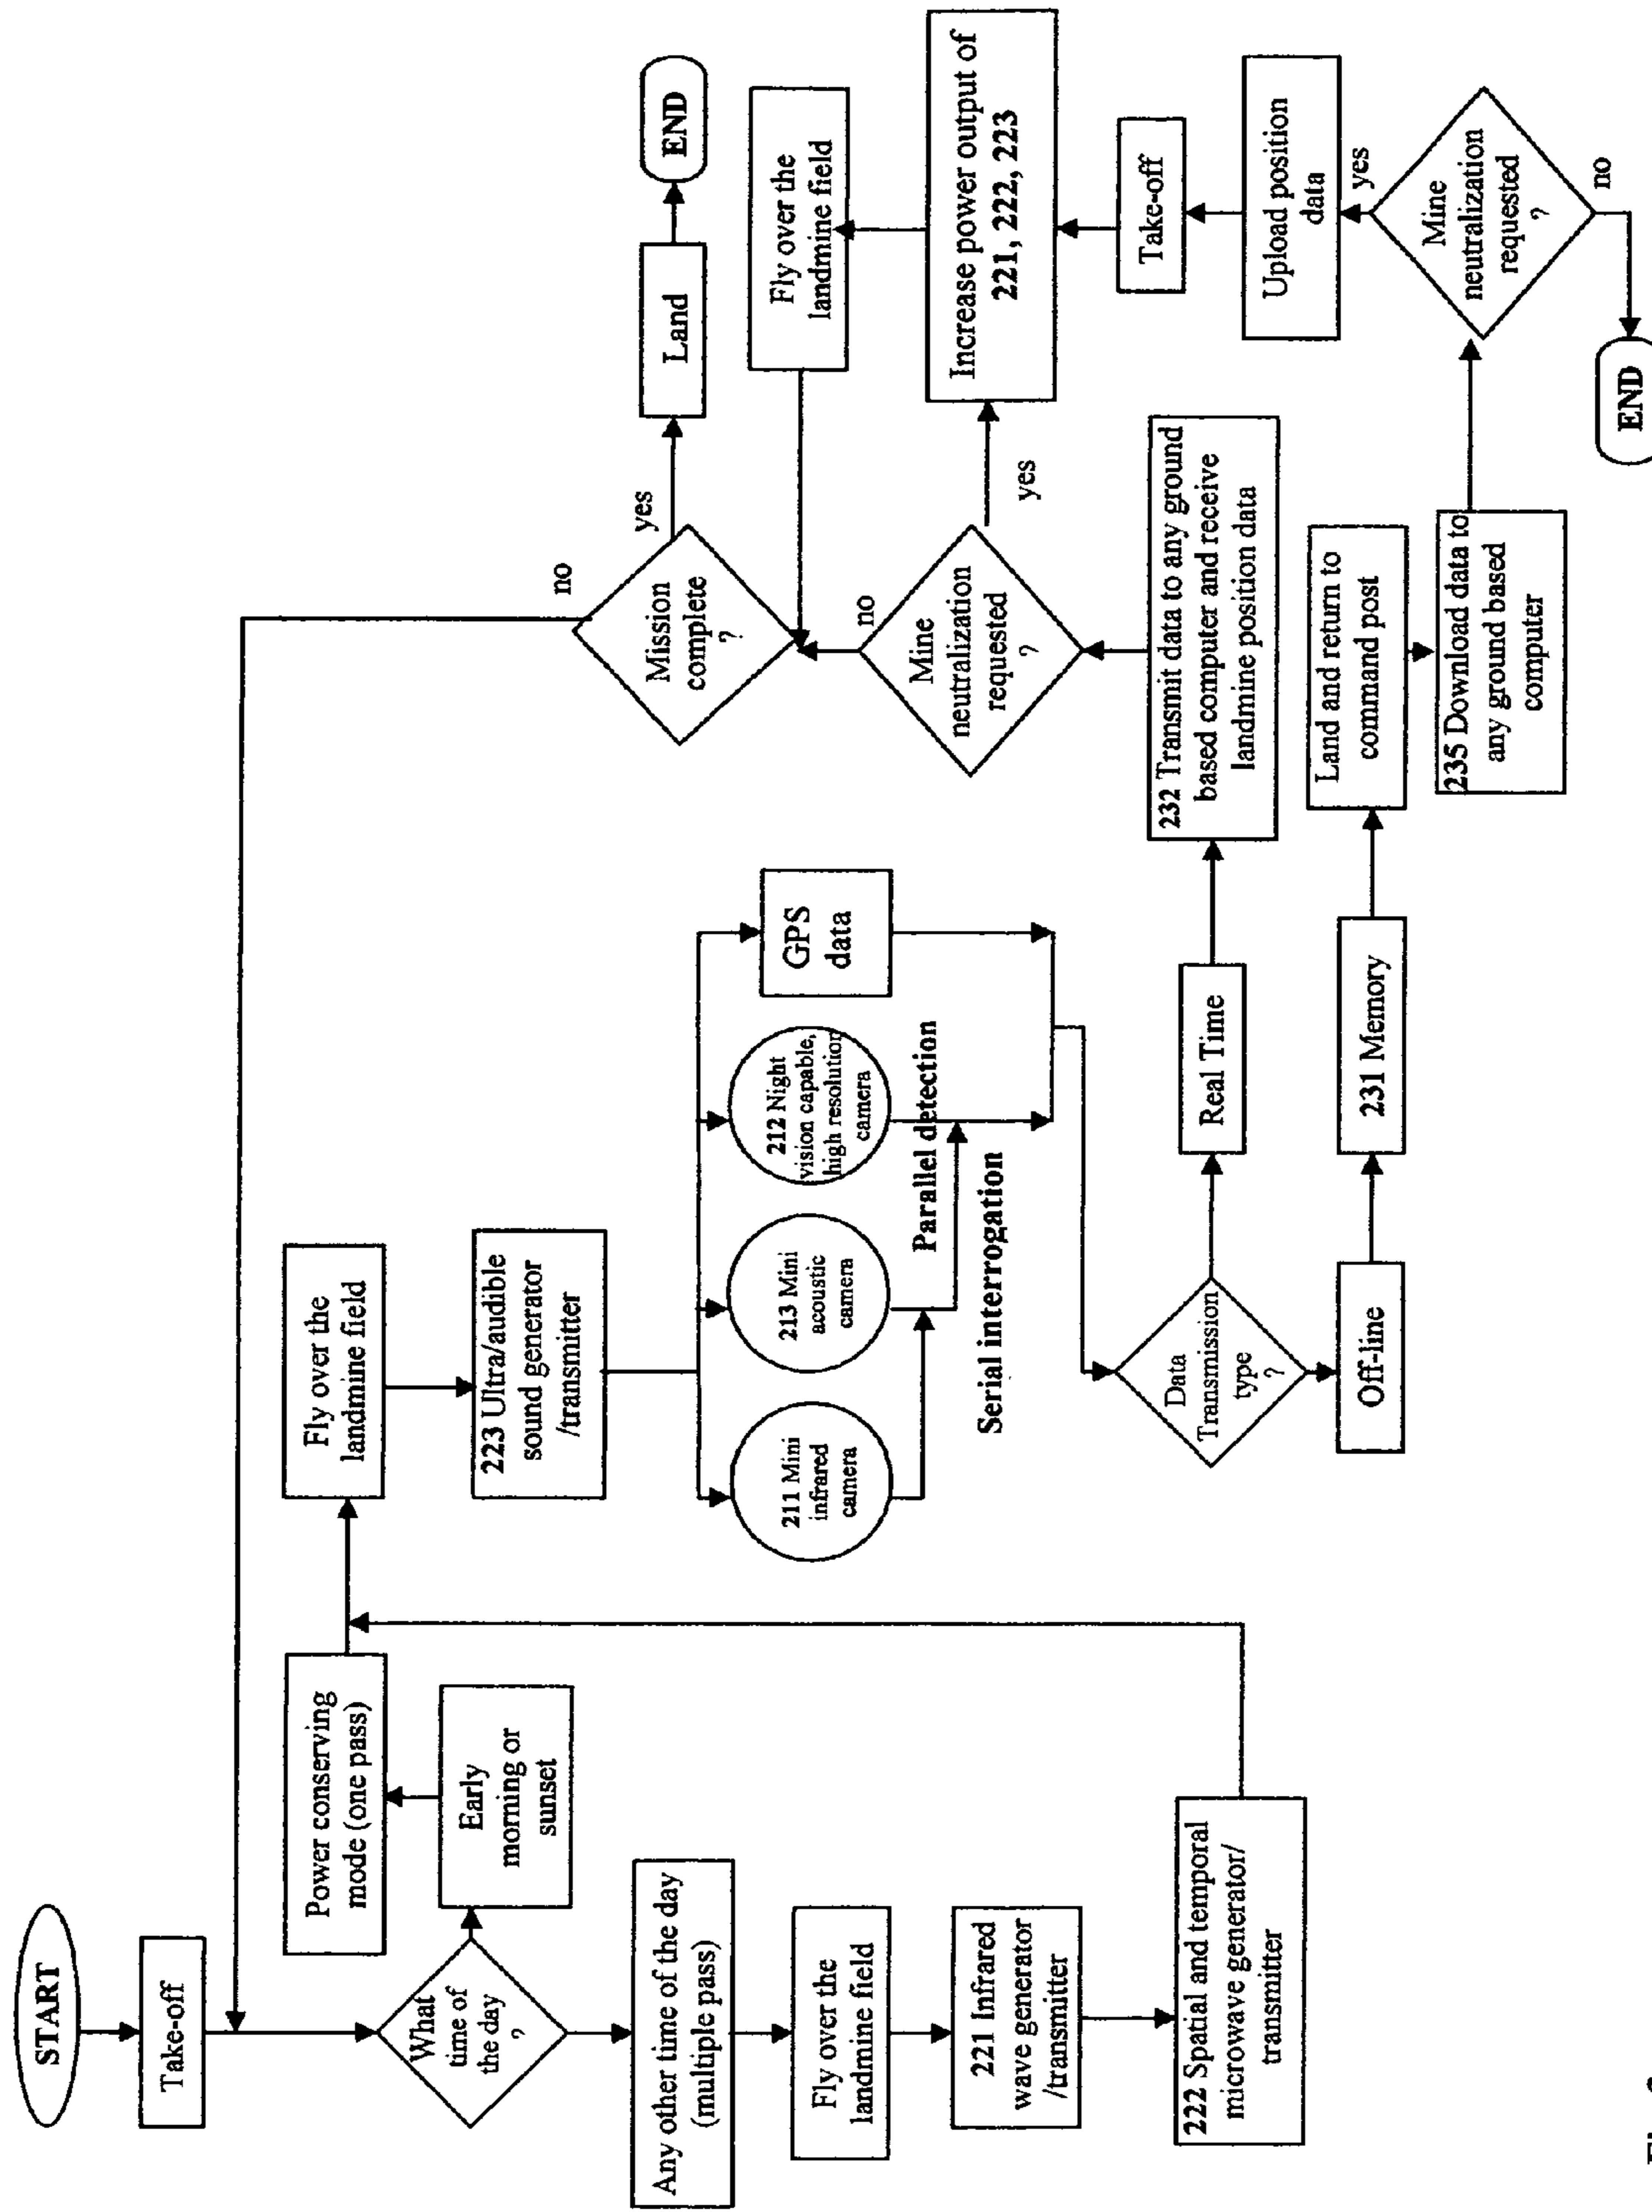 START
Take-off
What
time of
the day
?
Early
morning or
sunset
Power conserving
mode (one pass)
Any other time of the day
(multiple pass)
Fly over the
landmine field
221 Infrared
wave generator
/transmitter
222 Spatial and temporal
microwave generator/
transmitter
Fly over the
landmine field
223 Ultra/audible
sound generator
/transmitter
211 Mini
infrared
camera
213 Mini
acoustic
camera
212 Night
vision capable,
high resolution
camera
GPS
data
Parallel detection
Serial interrogation
Data
Transmission
type
?
Real Time
Off-line
231 Memory
232 Transmit data to any ground
based computer and receive
landmine position data
Land and return to
command post
235 Download data to
any ground based
computer
Mine
neutralization
requested
?
no
yes
Mission
complete
?
no
yes
Land
END
Fly over the
landmine field
Increase power output of
221, 222, 223
Take-off
Upload position
data
yes
Mine
neutralization
requested
?
no
END